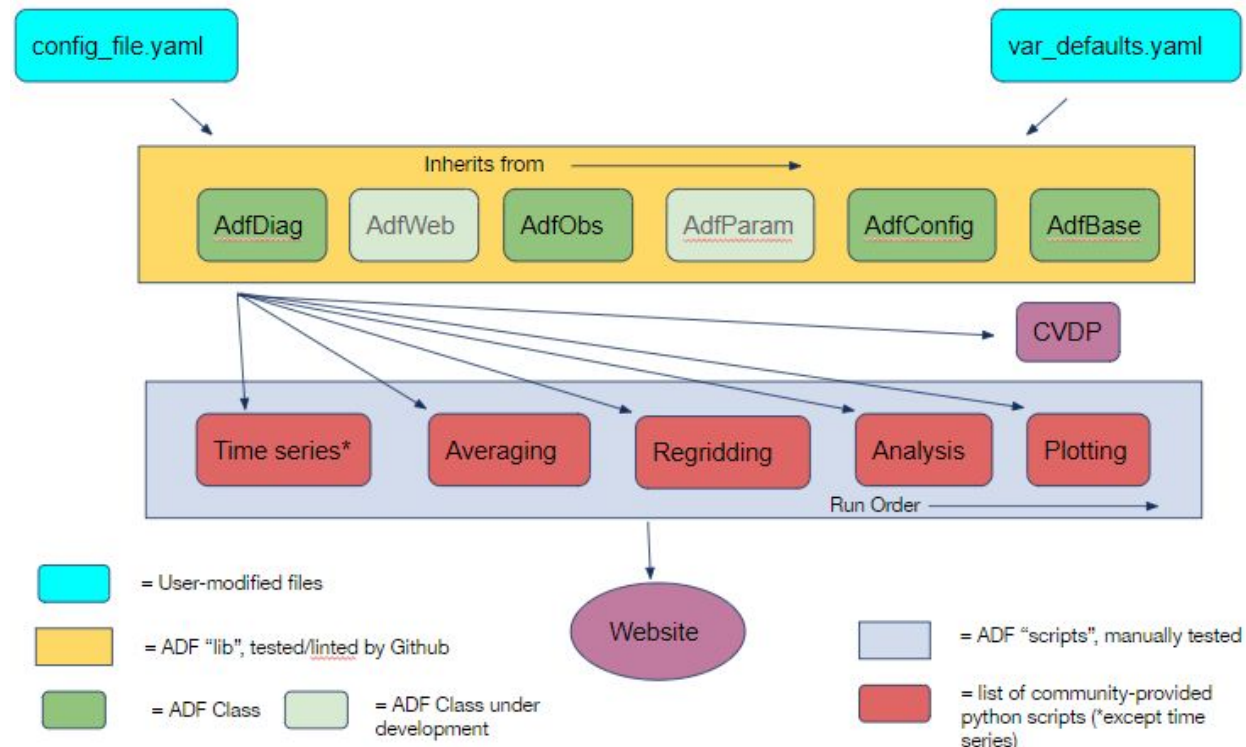 config_file.yaml
var_defaults.yaml
Inherits from
AdfDiag
AdfWeb
AdfObs
AdfParam
AdfConfig
AdfBase
CVDP
Time series*
Averaging
Regridding
Analysis
Plotting
Run Order
Website
= User-modified files
= ADF “lib”, tested/linted by Github
= ADF Class
= ADF Class under
development
= ADF “scripts”, manually tested
= list of community-provided
python scripts (*except time
series)